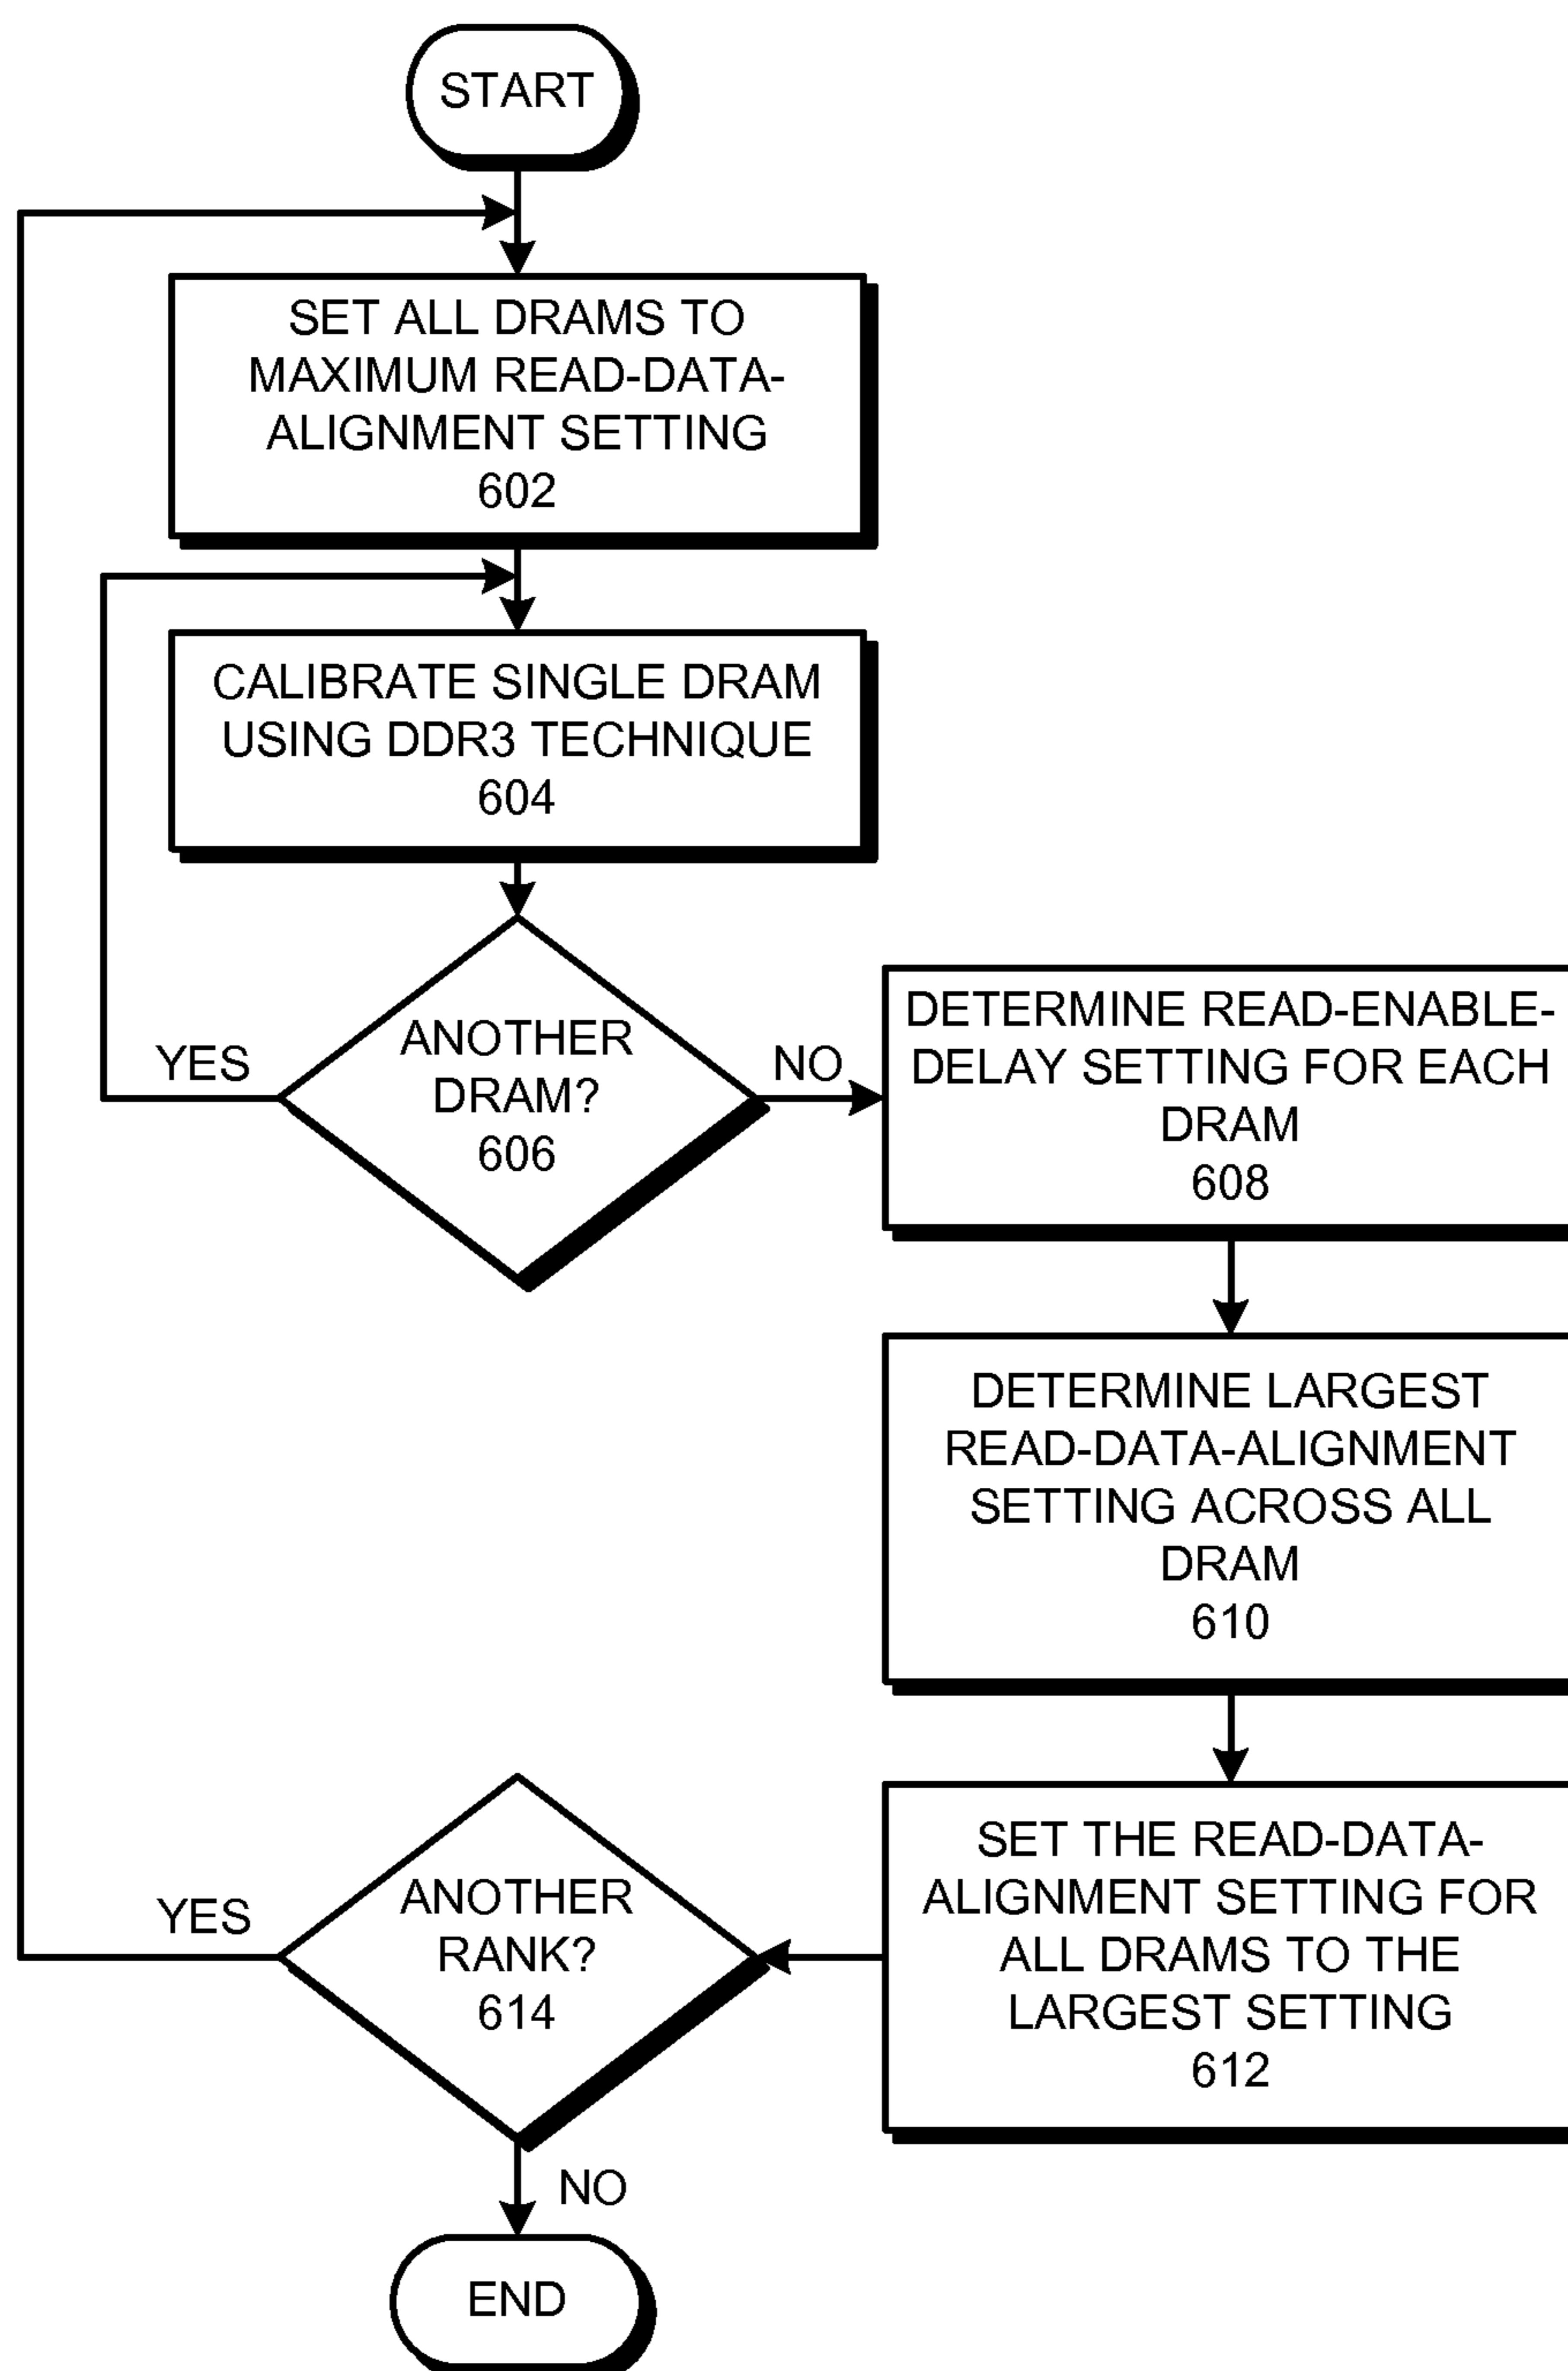 START
SET ALL DRAMS TO
MAXIMUM READ-DATA-
ALIGNMENT SETTING
602
CALIBRATE SINGLE DRAM
USING DDR3 TECHNIQUE
604
ANOTHER
DRAM?
606
YES
NO
DETERMINE READ-ENABLE-
DELAY SETTING FOR EACH
DRAM
608
DETERMINE LARGEST
READ-DATA-ALIGNMENT
SETTING ACROSS ALL
DRAM
610
SET THE READ-DATA-
ALIGNMENT SETTING FOR
ALL DRAMS TO THE
LARGEST SETTING
612
ANOTHER
RANK?
614
YES
NO
END